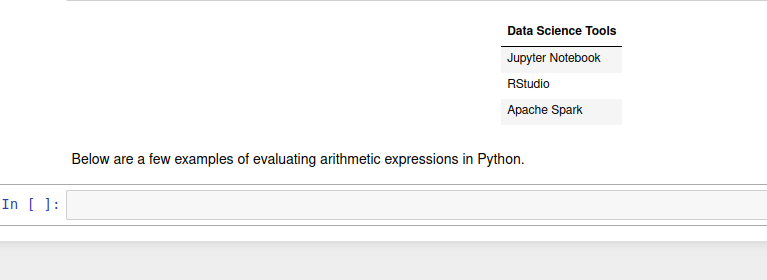 Data Science Tools
Jupyter Notebook
RStudio
Apache Spark
Below are a few examples of evaluating arithmetic expressions in Python.
In [ ]: